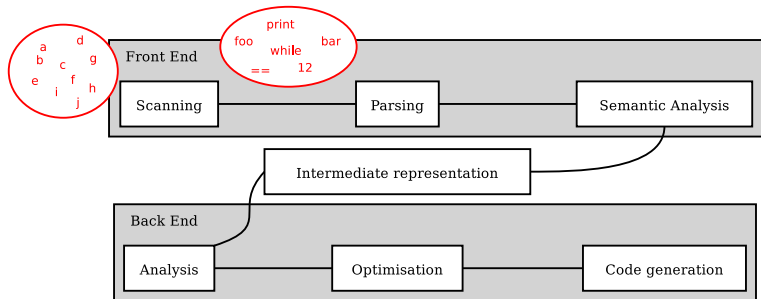 a
d
b
c
g
e
f
i
h
j
print
foo
while
bar
==
12
Front End
Scanning
Parsing
Semantic Analysis
Intermediate representation
Back End
Analysis
Optimisation
Code generation